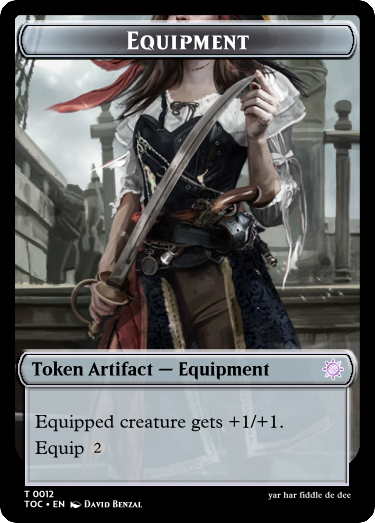 Equipment
Token Artifact — Equipment
Equipped creature gets +1/+1.
Equip 2
T 0012
TOC • EN David Benzal
yar har fiddle de dee